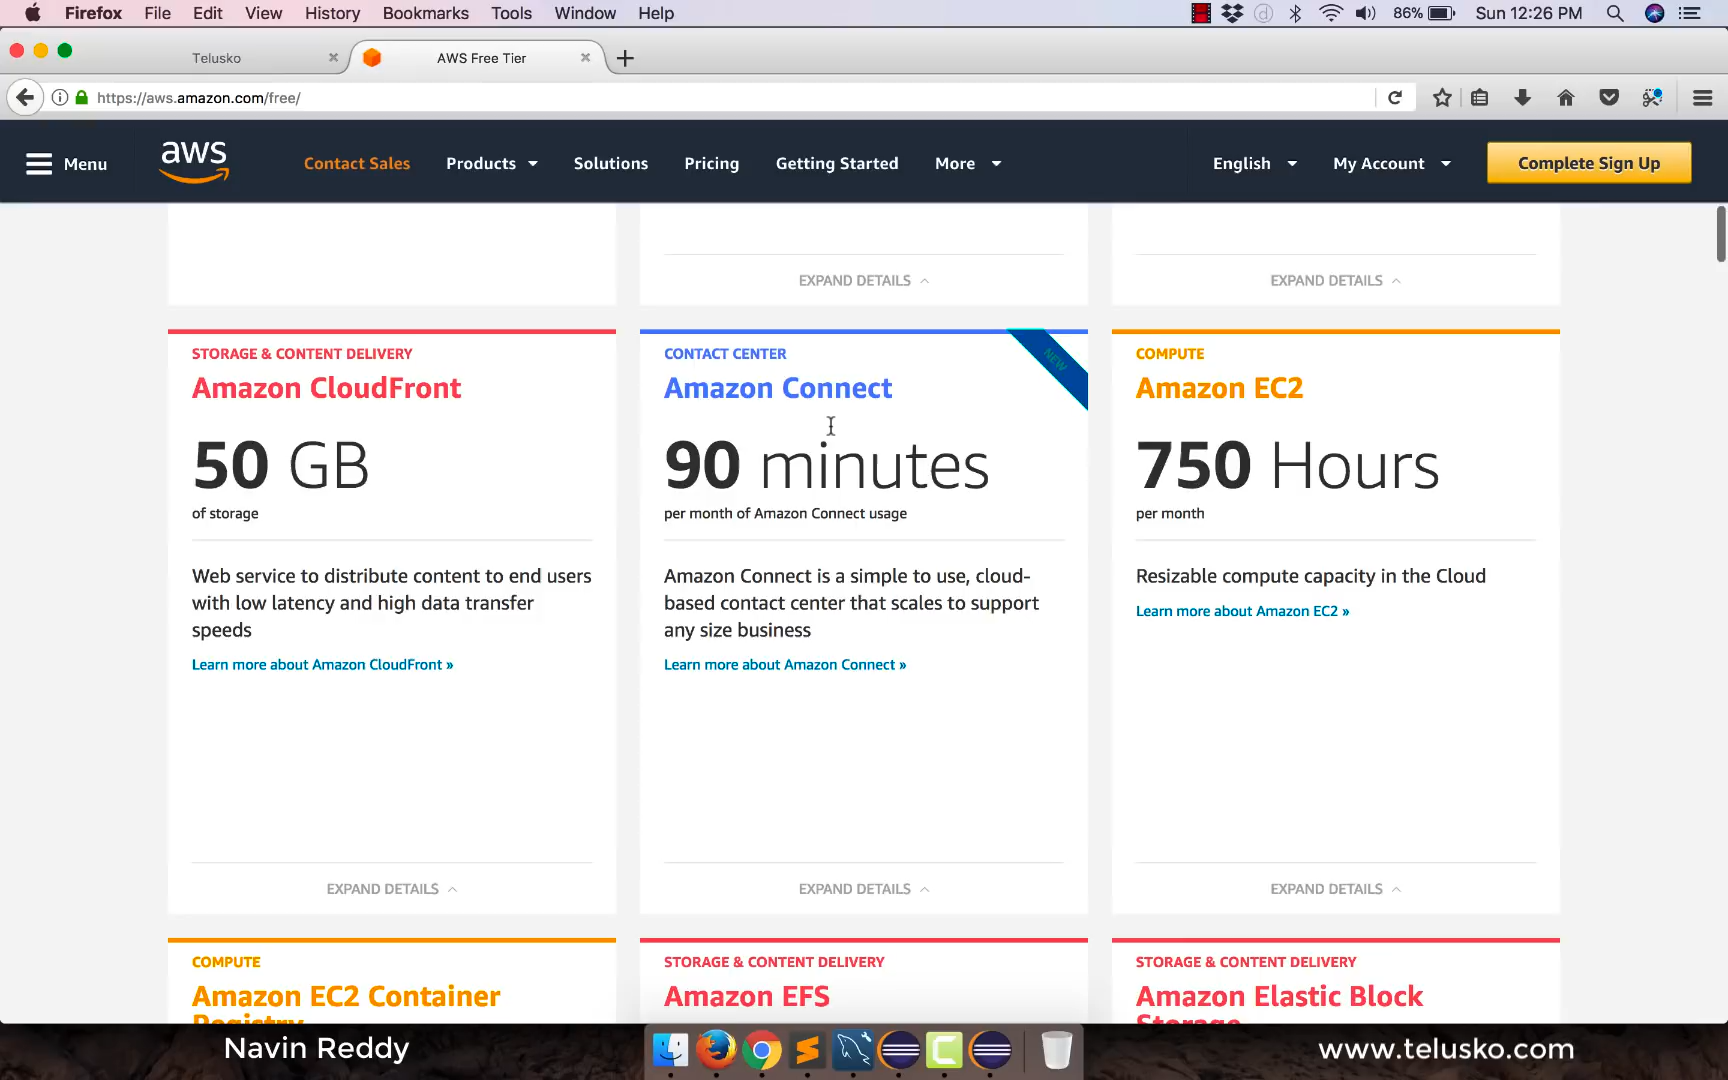 Firefox File Edit View History Bookmarks Tools Window Help 86% Sun 12:26 PM
Telusko AWS Free Tier
https://aws.amazon.com/free/
Menu aws Contact Sales Products Solutions Pricing Getting Started More English My Account Complete Sign Up
EXPAND DETAILS EXPAND DETAILS
STORAGE & CONTENT DELIVERY
Amazon CloudFront
50 GB
of storage
Web service to distribute content to end users
with low latency and high data transfer
speeds
Learn more about Amazon CloudFront »
EXPAND DETAILS
CONTACT CENTER
NEW
Amazon Connect
90 minutes
per month of Amazon Connect usage
Amazon Connect is a simple to use, cloud-
based contact center that scales to support
any size business
Learn more about Amazon Connect »
EXPAND DETAILS
COMPUTE
Amazon EC2
750 Hours
per month
Resizable compute capacity in the Cloud
Learn more about Amazon EC2 »
EXPAND DETAILS
COMPUTE
Amazon EC2 Container
Registry
STORAGE & CONTENT DELIVERY
Amazon EFS
STORAGE & CONTENT DELIVERY
Amazon Elastic Block
Storage
Navin Reddy
www.telusko.com